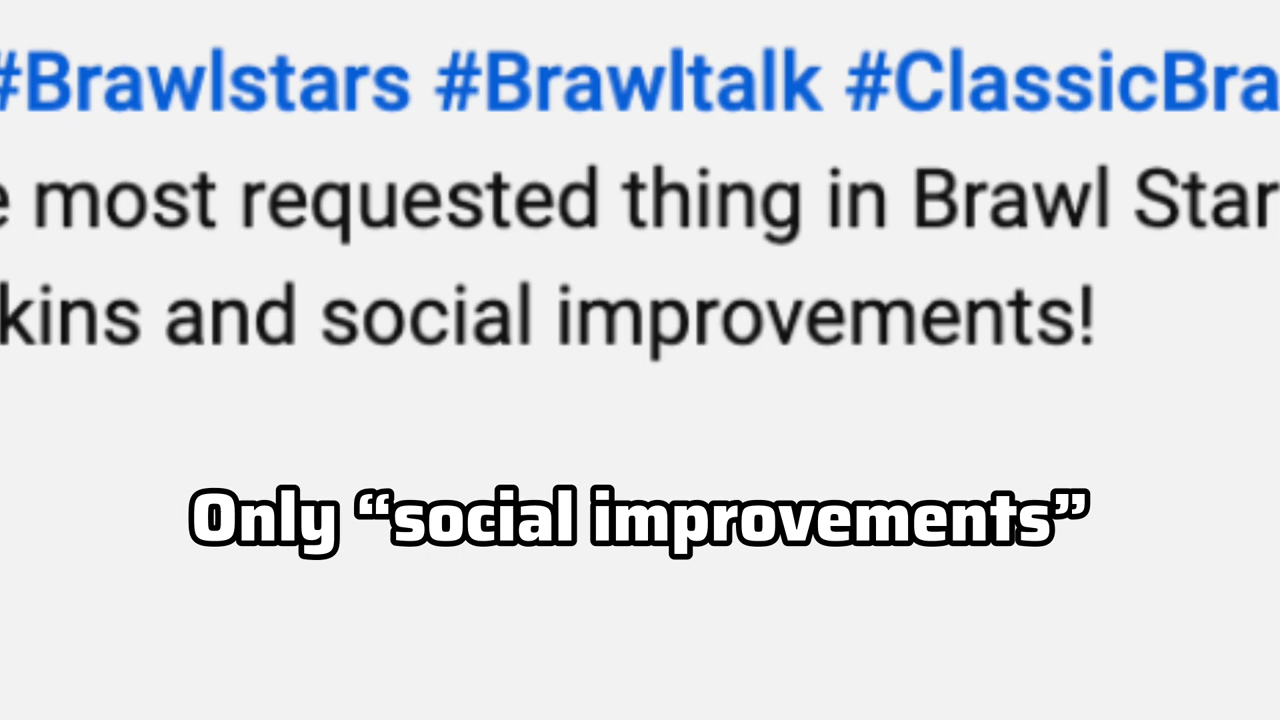 #Brawlstars #Brawltalk #ClassicBra
e most requested thing in Brawl Star
kins and social improvements!
Only “social improvements”